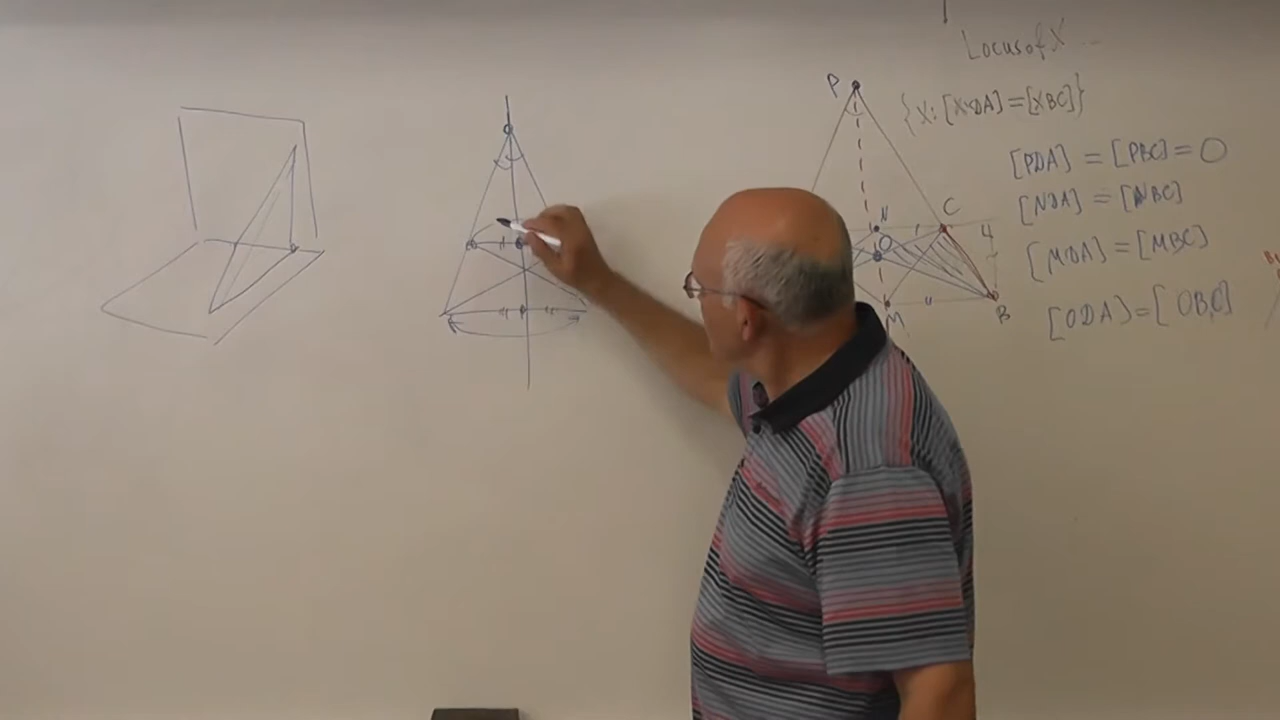 Locus of X ...
P
{X: [XDA] = [XBC]}
[PDA] = [PBC] = 0
[NDA] = [NBC]
[MDA] = [MBC]
[ODA] = [OBC]
N
C
O
M
B